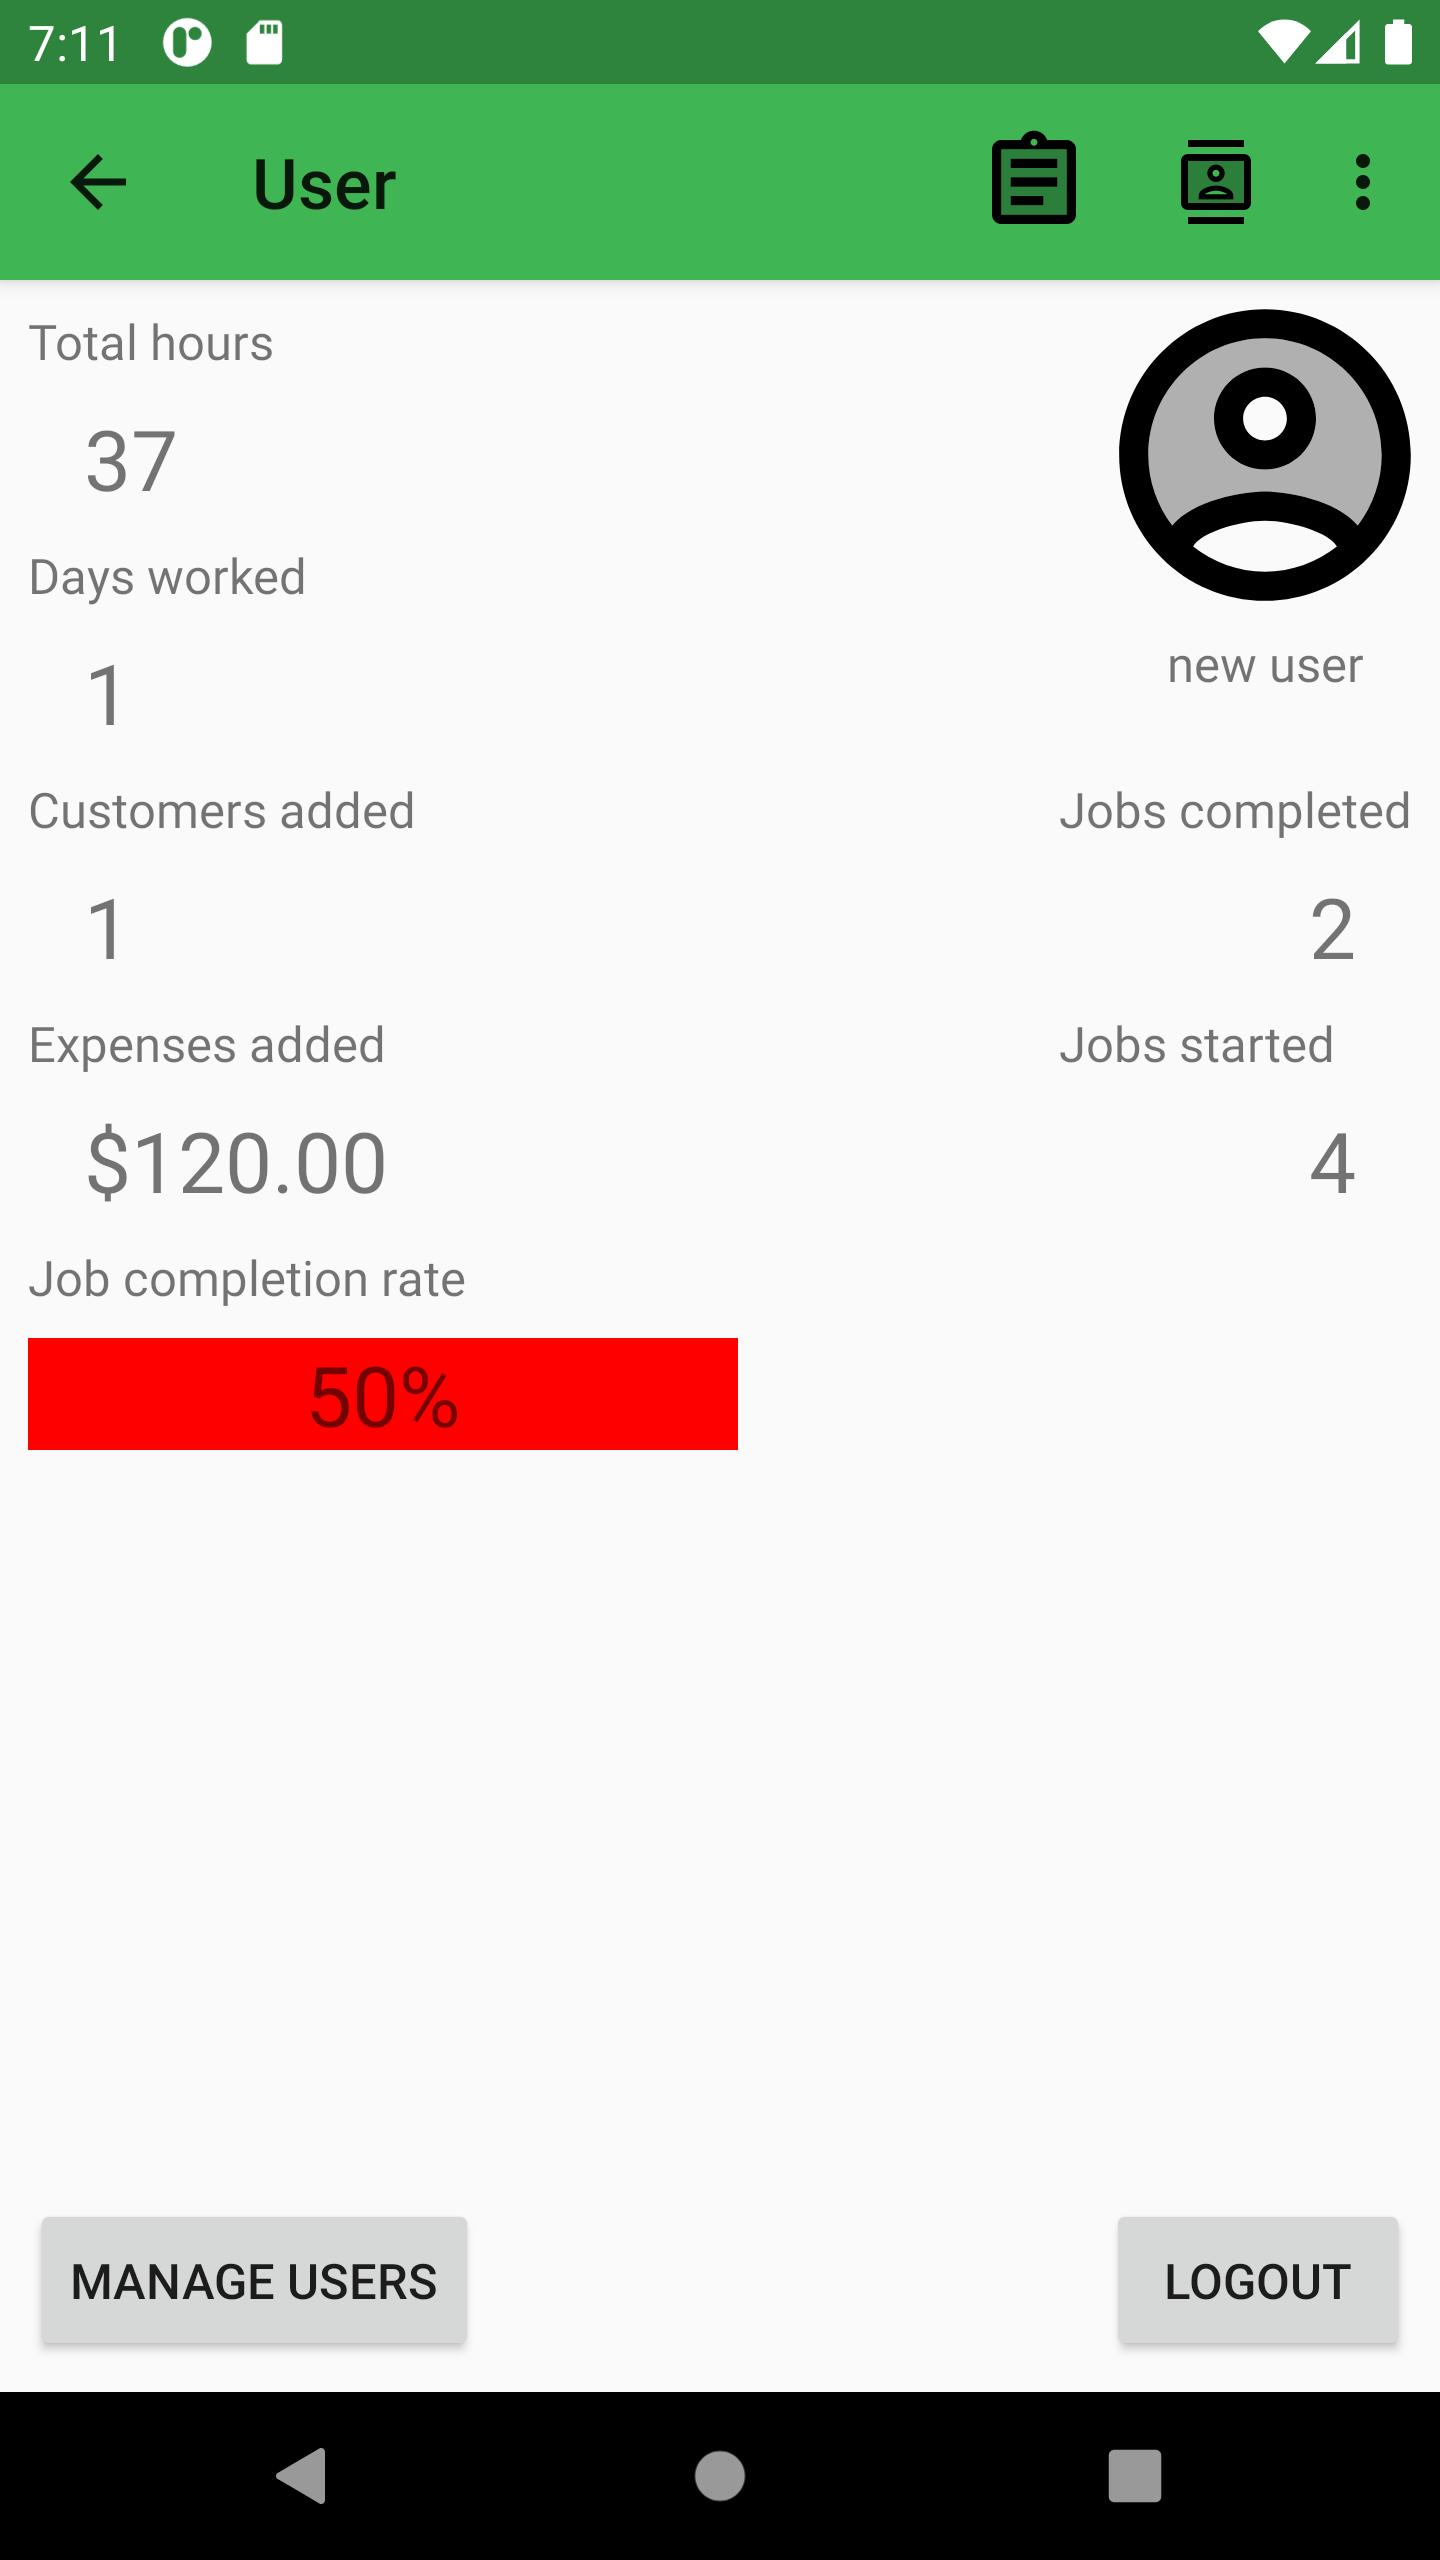 7:11
User
Total hours
37
Days worked
1
new user
Customers added
Jobs completed
1
2
Expenses added
Jobs started
$120.00
4
Job completion rate
50%
MANAGE USERS
LOGOUT